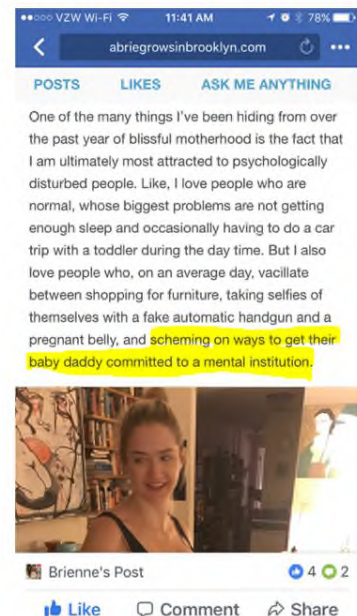 VZW Wi-Fi 11:41 AM 78%
abriegrowsinbrooklyn.com
POSTS LIKES ASK ME ANYTHING
One of the many things I've been hiding from over
the past year of blissful motherhood is the fact that
I am ultimately most attracted to psychologically
disturbed people. Like, I love people who are
normal, whose biggest problems are not getting
enough sleep and occasionally having to do a car
trip with a toddler during the day time. But I also
love people who, on an average day, vacillate
between shopping for furniture, taking selfies of
themselves with a fake automatic handgun and a
pregnant belly, and scheming on ways to get their
baby daddy committed to a mental institution.
Brienne's Post 4 2
Like Comment Share